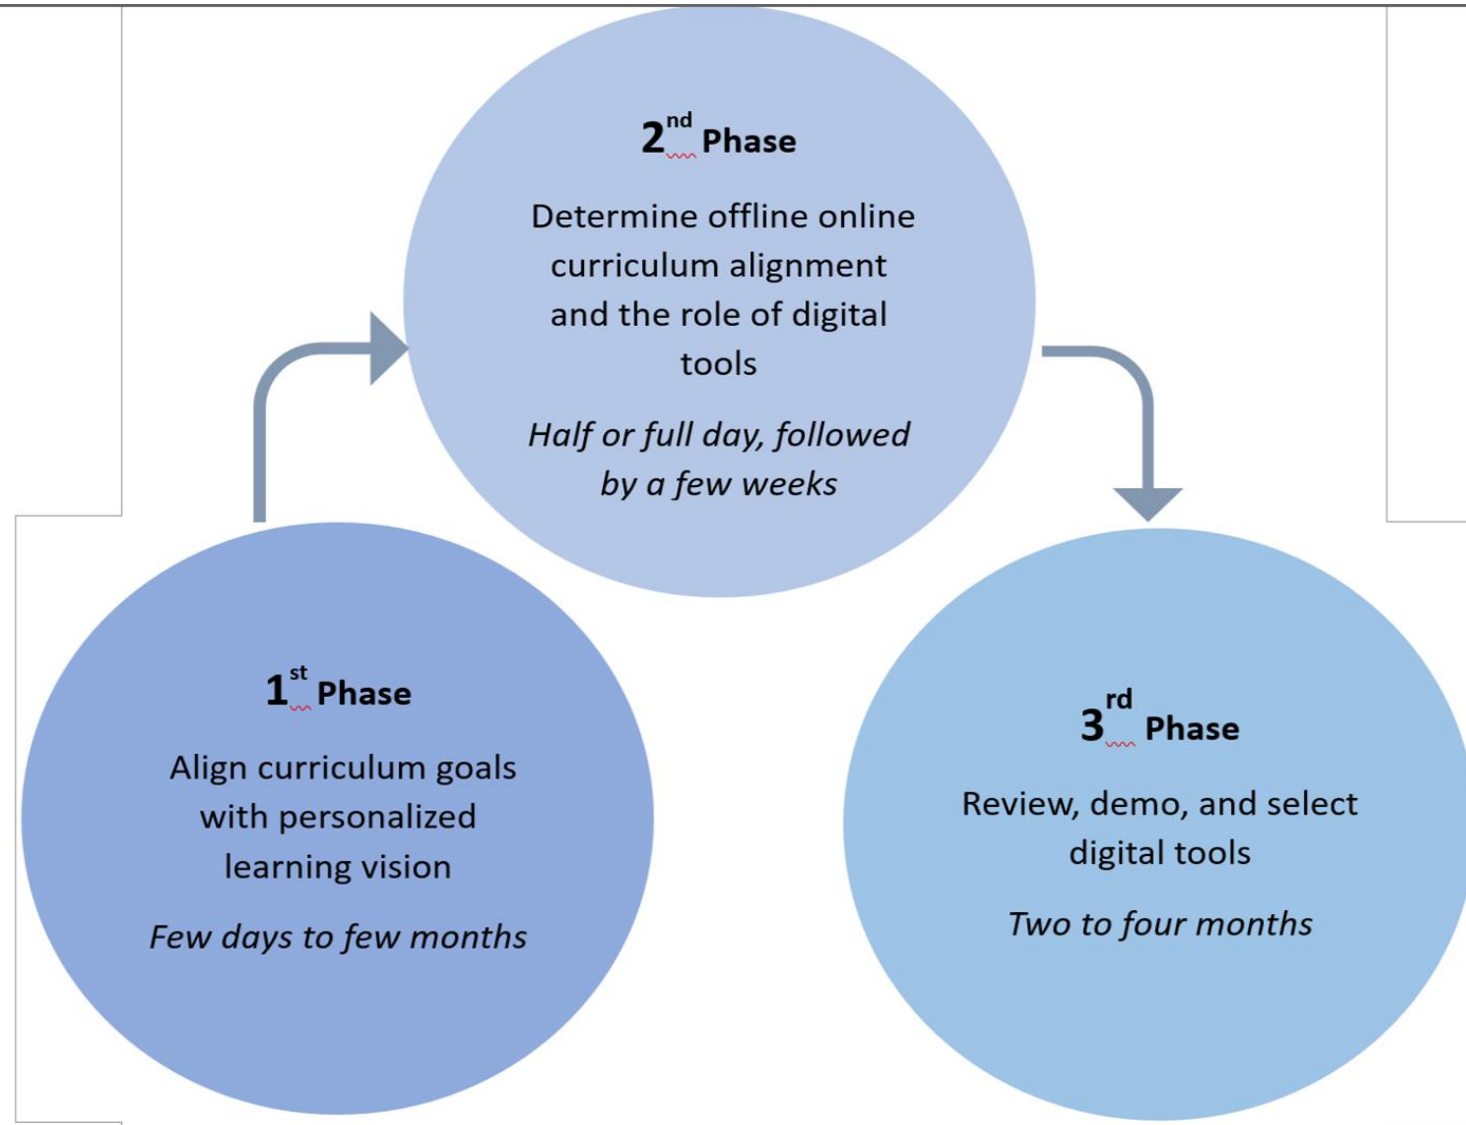 1st Phase
Align curriculum goals
with personalized
learning vision
Few days to few months
2nd Phase
Determine offline online
curriculum alignment
and the role of digital
tools
Half or full day, followed
by a few weeks
3rd Phase
Review, demo, and select
digital tools
Two to four months